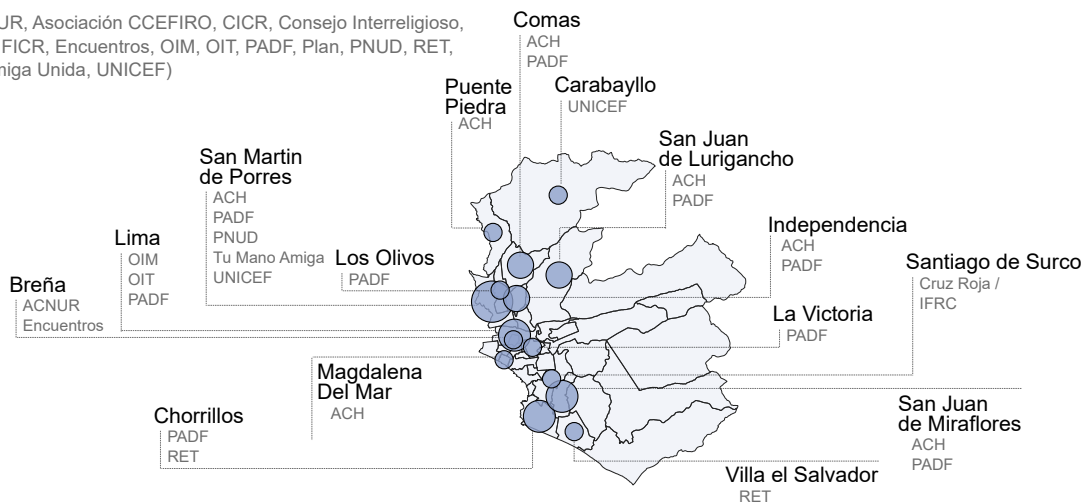 UR, Asociación CCEFIRO, CICR, Consejo Interreligioso,
FICR, Encuentros, OIM, OIT, PADF, Plan, PNUD, RET,
miga Unida, UNICEF)
Comas
ACH
PADF
Puente
Piedra
ACH
Carabayllo
UNICEF
San Juan
de Lurigancho
ACH
PADF
San Martin
de Porres
ACH
PADF
PNUD
Tu Mano Amiga
UNICEF
Lima
OIM
OIT
PADF
Los Olivos
PADF
Independencia
ACH
PADF
Breña
ACNUR
Encuentros
Santiago de Surco
Cruz Roja /
IFRC
La Victoria
PADF
Magdalena
Del Mar
ACH
Chorrillos
PADF
RET
San Juan
de Miraflores
ACH
PADF
Villa el Salvador
RET